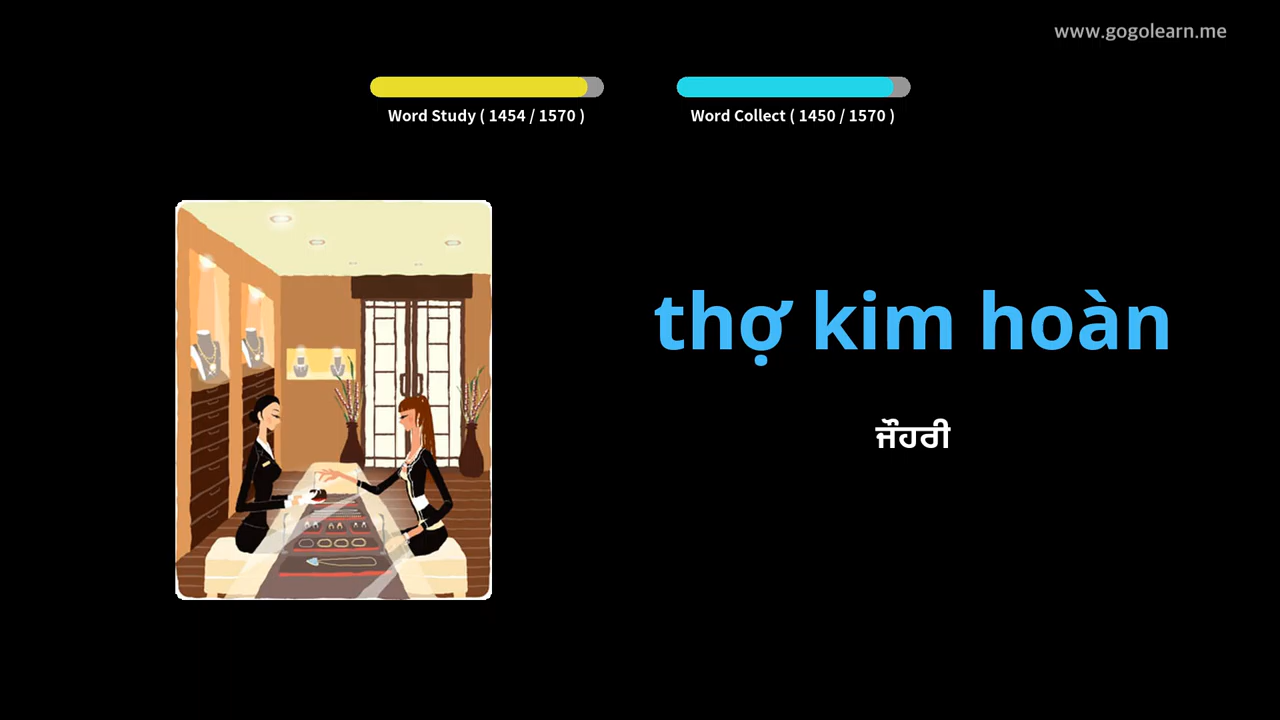 www.gogolearn.me
Word Study ( 1454 / 1570 )
Word Collect ( 1450 / 1570 )
thợ kim hoàn
ਜੌਹਰੀ